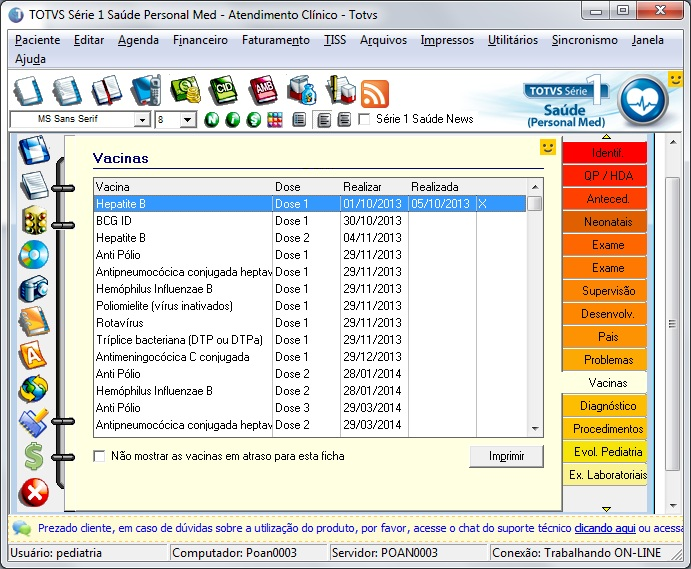 TOTVS Série 1 Saúde Personal Med - Atendimento Clínico - Totvs
Paciente Editar Agenda Financeiro Faturamento TISS Arquivos Impressos Utilitários Sincronismo Janela
Ajuda
CID AMB
TOTVS Série 1
Saúde
(Personal Med)
MS Sans Serif 8 N I S Série 1 Saúde News
Vacinas
Vacina Dose Realizar Realizada
Hepatite B Dose 1 01/10/2013 05/10/2013 X
BCG ID Dose 1 30/10/2013
Hepatite B Dose 2 04/11/2013
Anti Pólio Dose 1 29/11/2013
Antipneumocócica conjugada heptav Dose 1 29/11/2013
Hemóphilus Influenzae B Dose 1 29/11/2013
Poliomielite (vírus inativados) Dose 1 29/11/2013
Rotavírus Dose 1 29/11/2013
Tríplice bacteriana (DTP ou DTPa) Dose 1 29/11/2013
Antimeningocócica C conjugada Dose 1 29/12/2013
Anti Pólio Dose 2 28/01/2014
Hemóphilus Influenzae B Dose 2 28/01/2014
Anti Pólio Dose 3 29/03/2014
Antipneumocócica conjugada heptav Dose 2 29/03/2014
Não mostrar as vacinas em atraso para esta ficha
Imprimir
Identif.
QP / HDA
Anteced.
Neonatais
Exame
Exame
Supervisão
Desenvolv.
Pais
Problemas
Vacinas
Diagnóstico
Procedimentos
Evol. Pediatria
Ex. Laboratoriais
Prezado cliente, em caso de dúvidas sobre a utilização do produto, por favor, acesse o chat do suporte técnico clicando aqui ou acessa
Usuário: pediatria Computador: Poan0003 Servidor: POAN0003 Conexão: Trabalhando ON-LINE